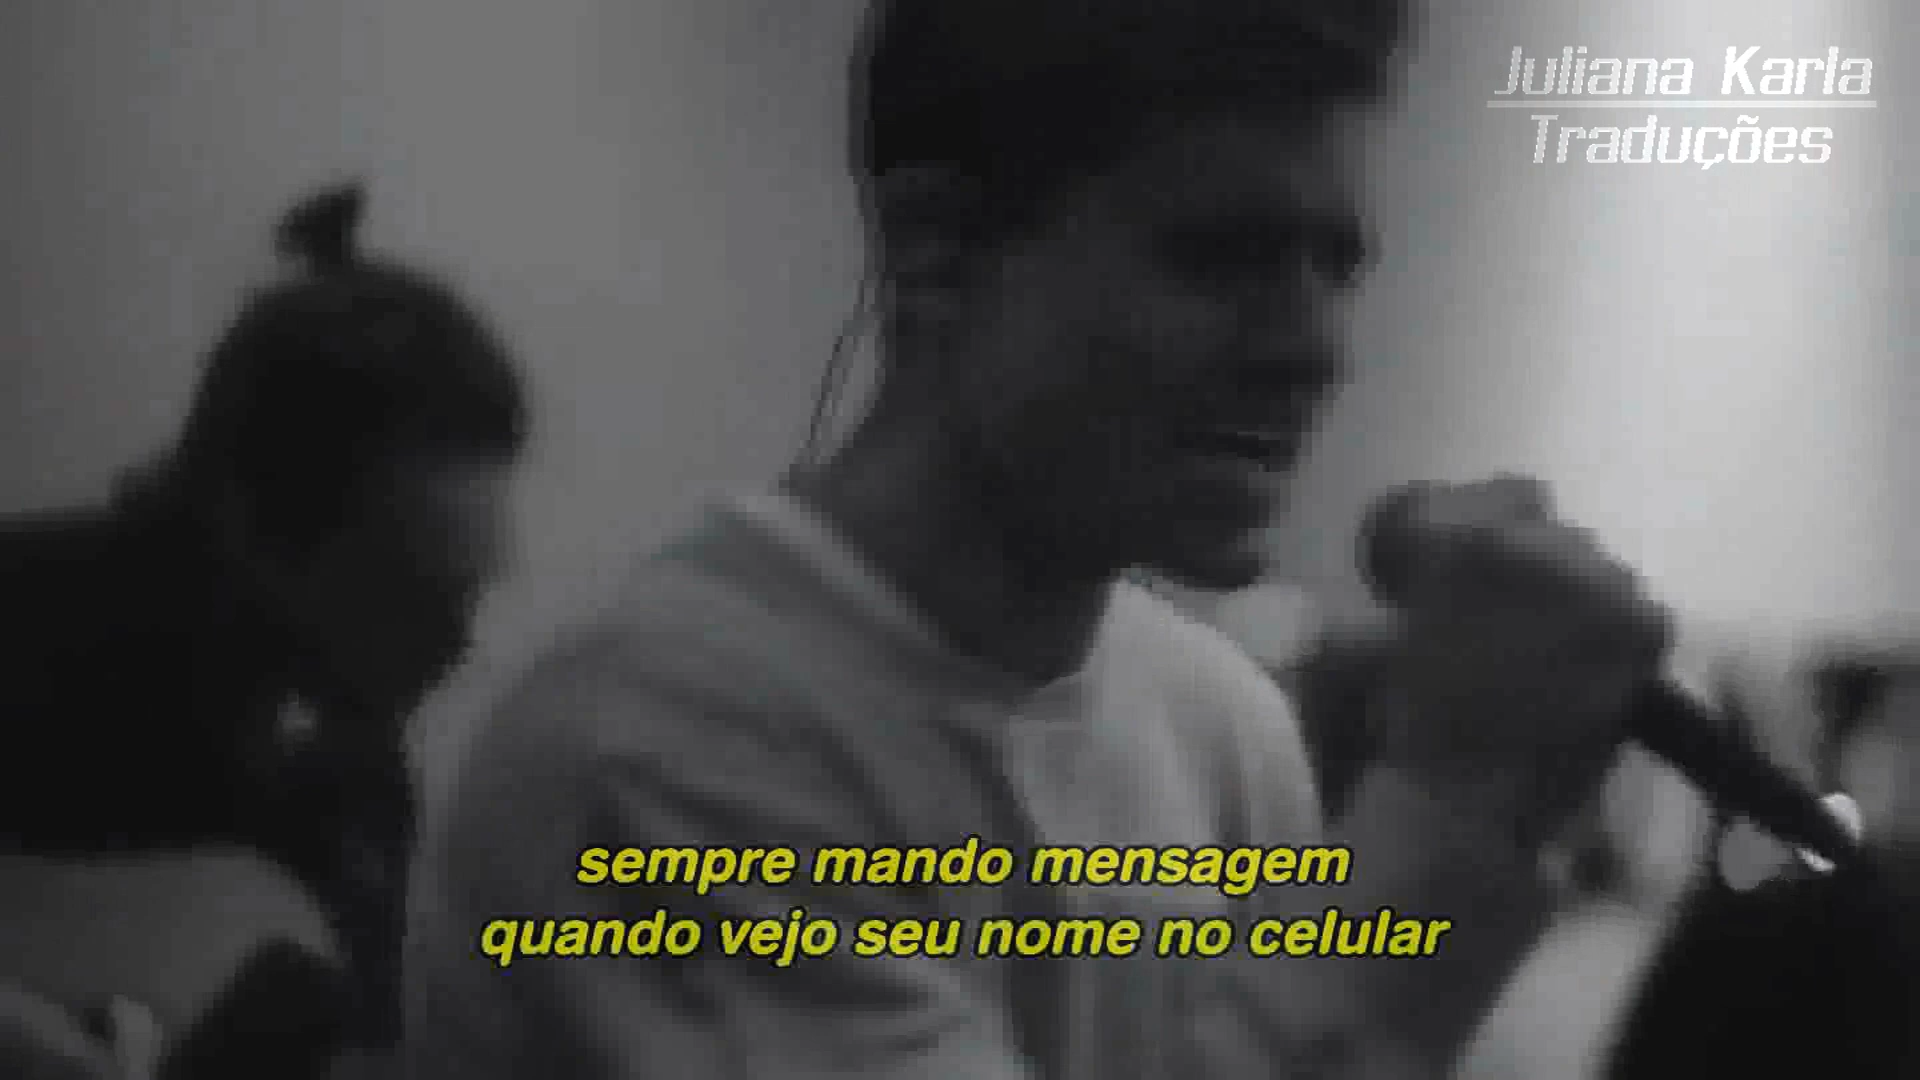 Juliana Karla
Traduções
sempre mando mensagem
quando vejo seu nome no celular